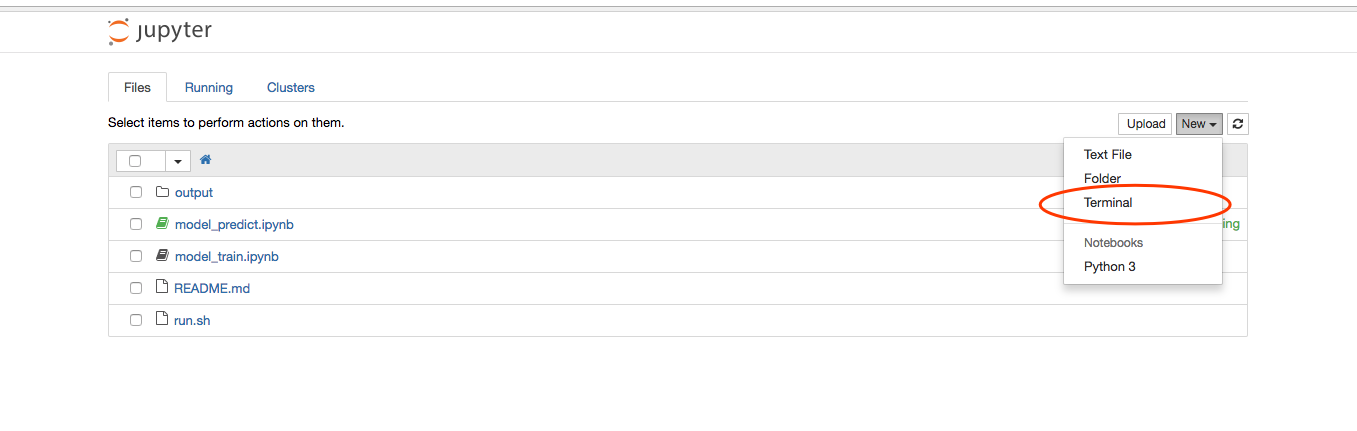 jupyter
Files Running Clusters
Select items to perform actions on them.
Upload New
Text File
Folder
Terminal
Notebooks
Python 3
output
model_predict.ipynb
ing
model_train.ipynb
README.md
run.sh